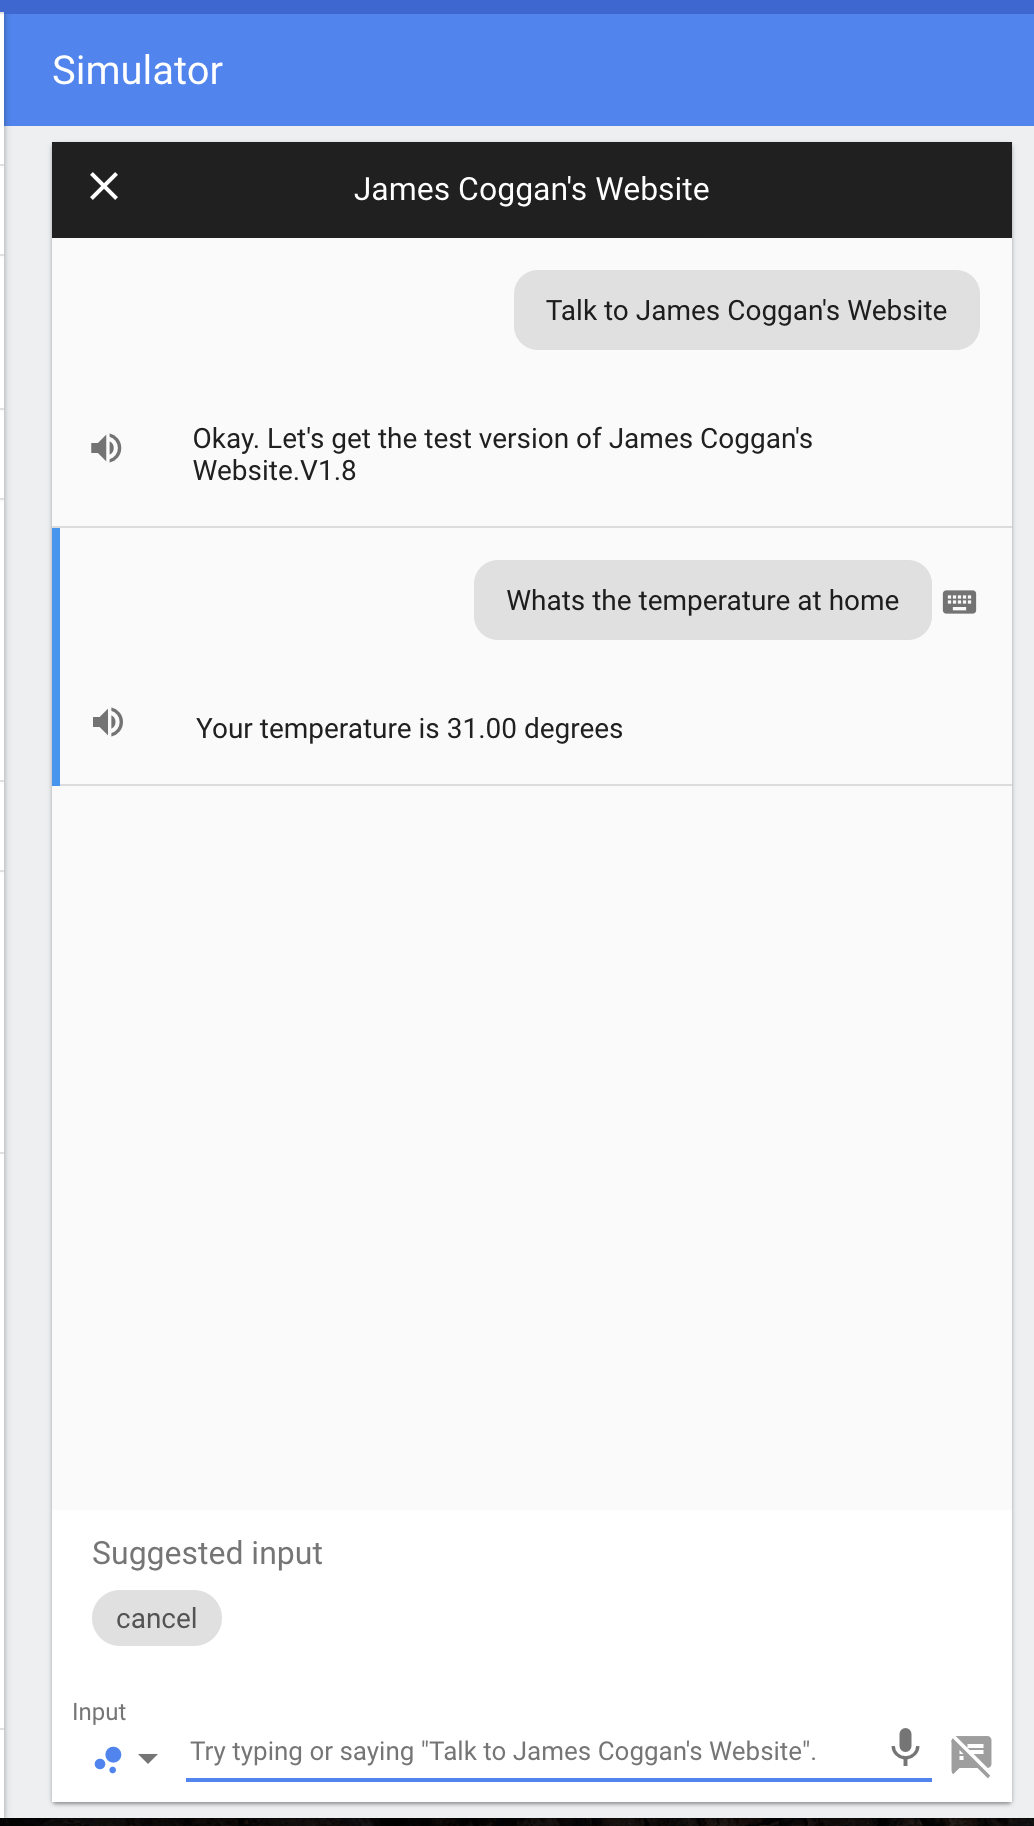 Simulator
James Coggan's Website
Talk to James Coggan's Website
Okay. Let's get the test version of James Coggan's
Website.V1.8
Whats the temperature at home
Your temperature is 31.00 degrees
Suggested input
cancel
Input
Try typing or saying "Talk to James Coggan's Website".